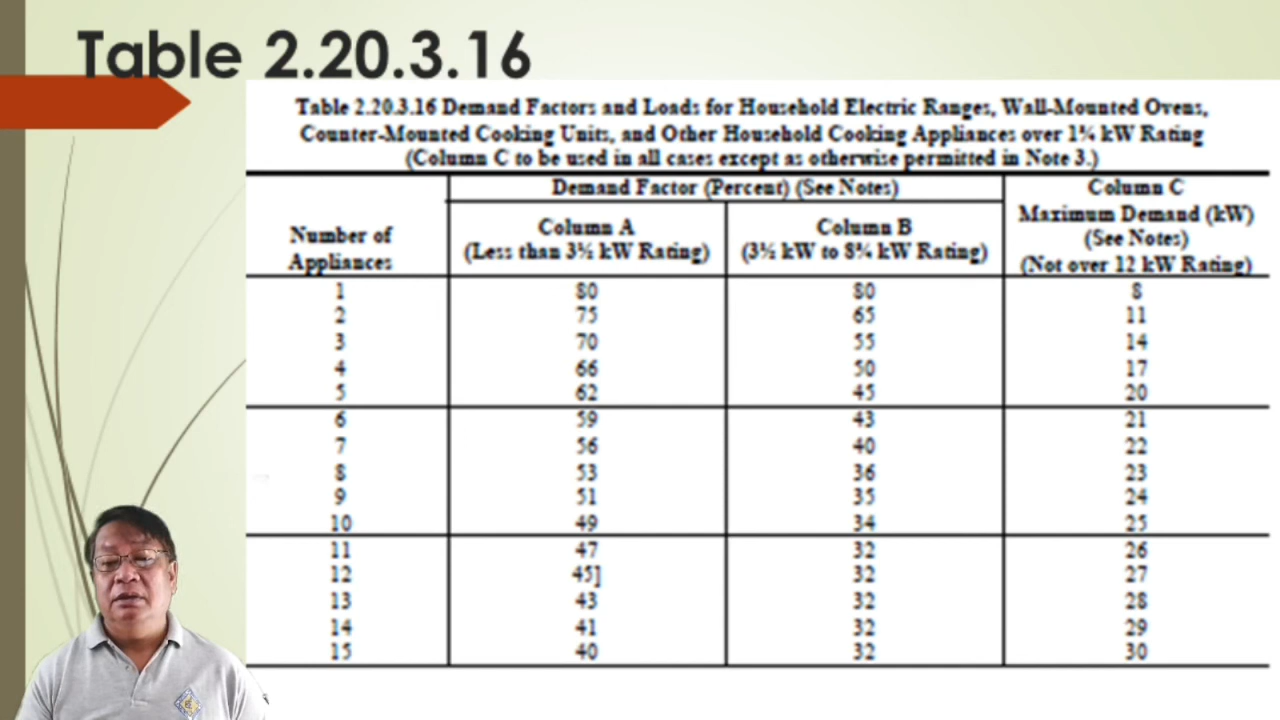 Table 2.20.3.16
Table 2.20.3.16 Demand Factors and Loads for Household Electric Ranges, Wall-Mounted Ovens,
Counter-Mounted Cooking Units, and Other Household Cooking Appliances over 1¾ kW Rating
(Column C to be used in all cases except as otherwise permitted in Note 3.)
Demand Factor (Percent) (See Notes)
Column C
Maximum Demand (kW)
(See Notes)
(Not over 12 kW Rating)
Number of
Appliances
Column A
(Less than 3½ kW Rating)
Column B
(3½ kW to 8¾ kW Rating)
1 80 80 8
2 75 65 11
3 70 55 14
4 66 50 17
5 62 45 20
6 59 43 21
7 56 40 22
8 53 36 23
9 51 35 24
10 49 34 25
11 47 32 26
12 45] 32 27
13 43 32 28
14 41 32 29
15 40 32 30